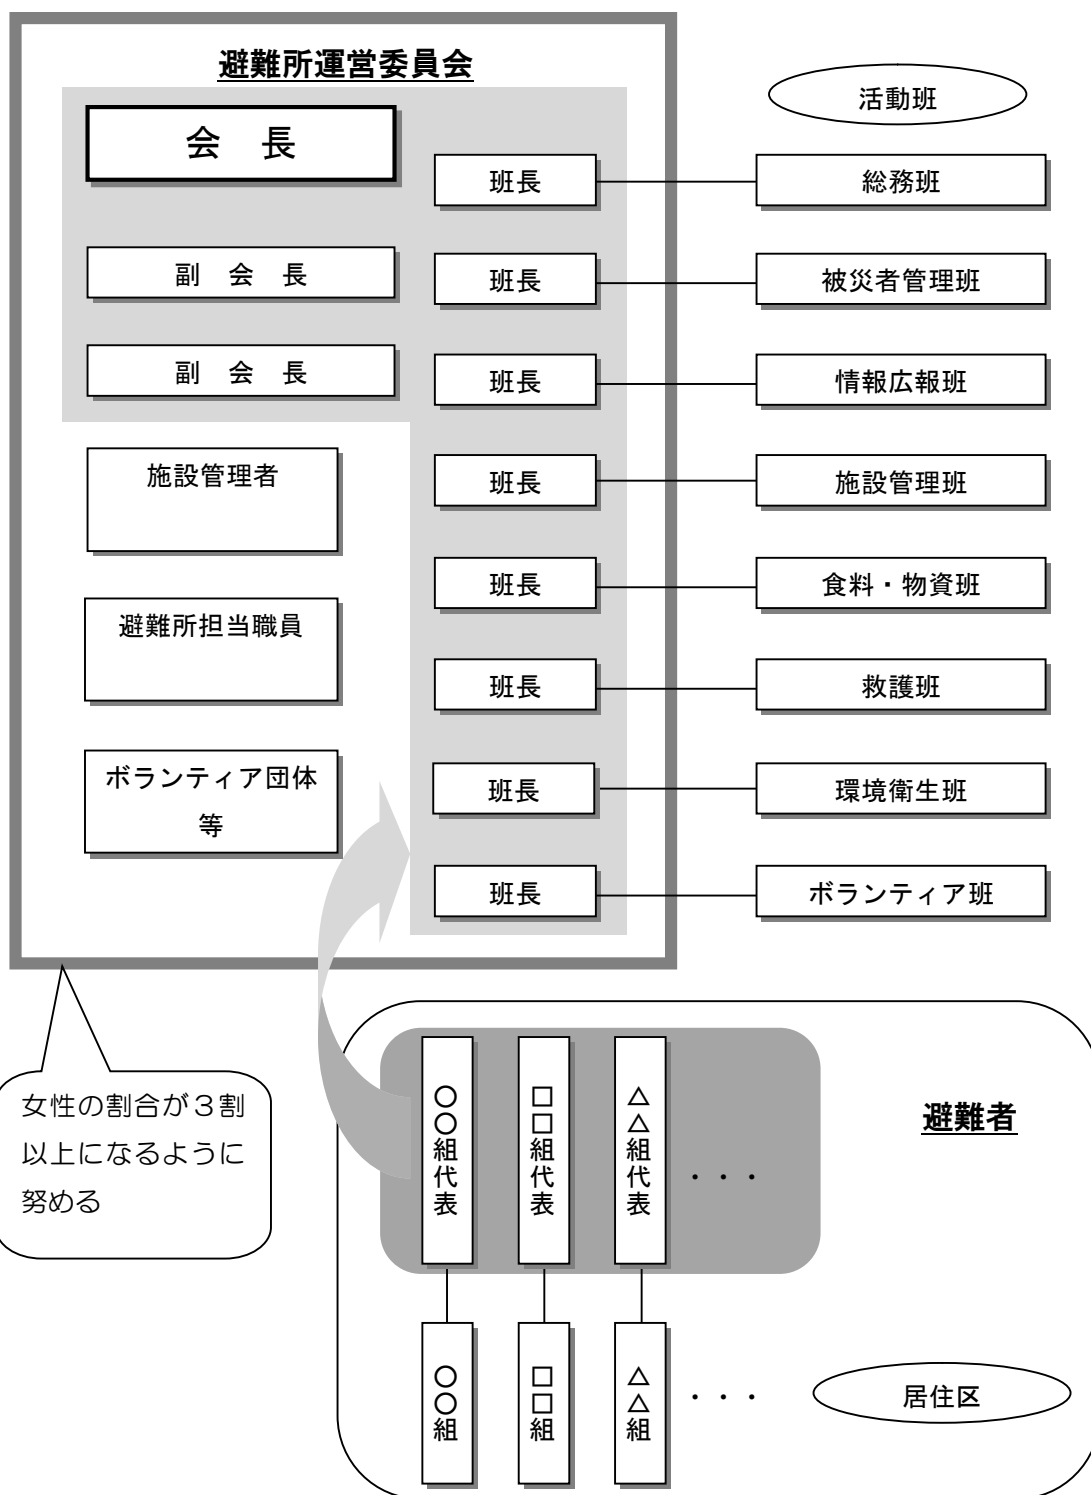 避難所運営委員会
会　長
副　会　長
副　会　長
施設管理者
避難所担当職員
ボランティア団体
等
班長
班長
班長
班長
班長
班長
班長
班長
活動班
総務班
被災者管理班
情報広報班
施設管理班
食料・物資班
救護班
環境衛生班
ボランティア班
女性の割合が３割
以上になるように
努める
避難者
○○組代表
□□組代表
△△組代表
・・・
○○組
□□組
△△組
・・・
居住区